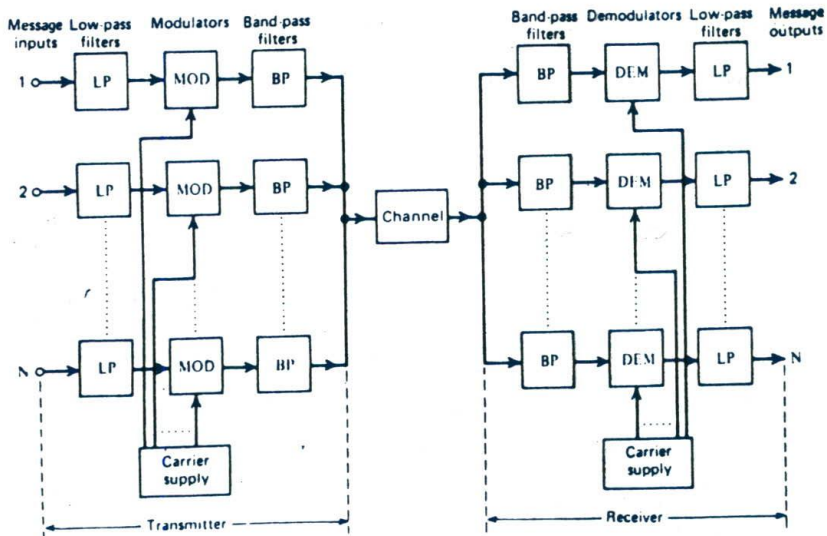 Message inputs
Low-pass filters
Modulators
Band-pass filters
Band-pass filters
Demodulators
Low-pass filters
Message outputs
1
LP
MOD
BP
BP
DEM
LP
1
2
LP
MOD
BP
Channel
BP
DEM
LP
2
N
LP
MOD
BP
BP
DEM
LP
N
Carrier supply
Carrier supply
Transmitter
Receiver